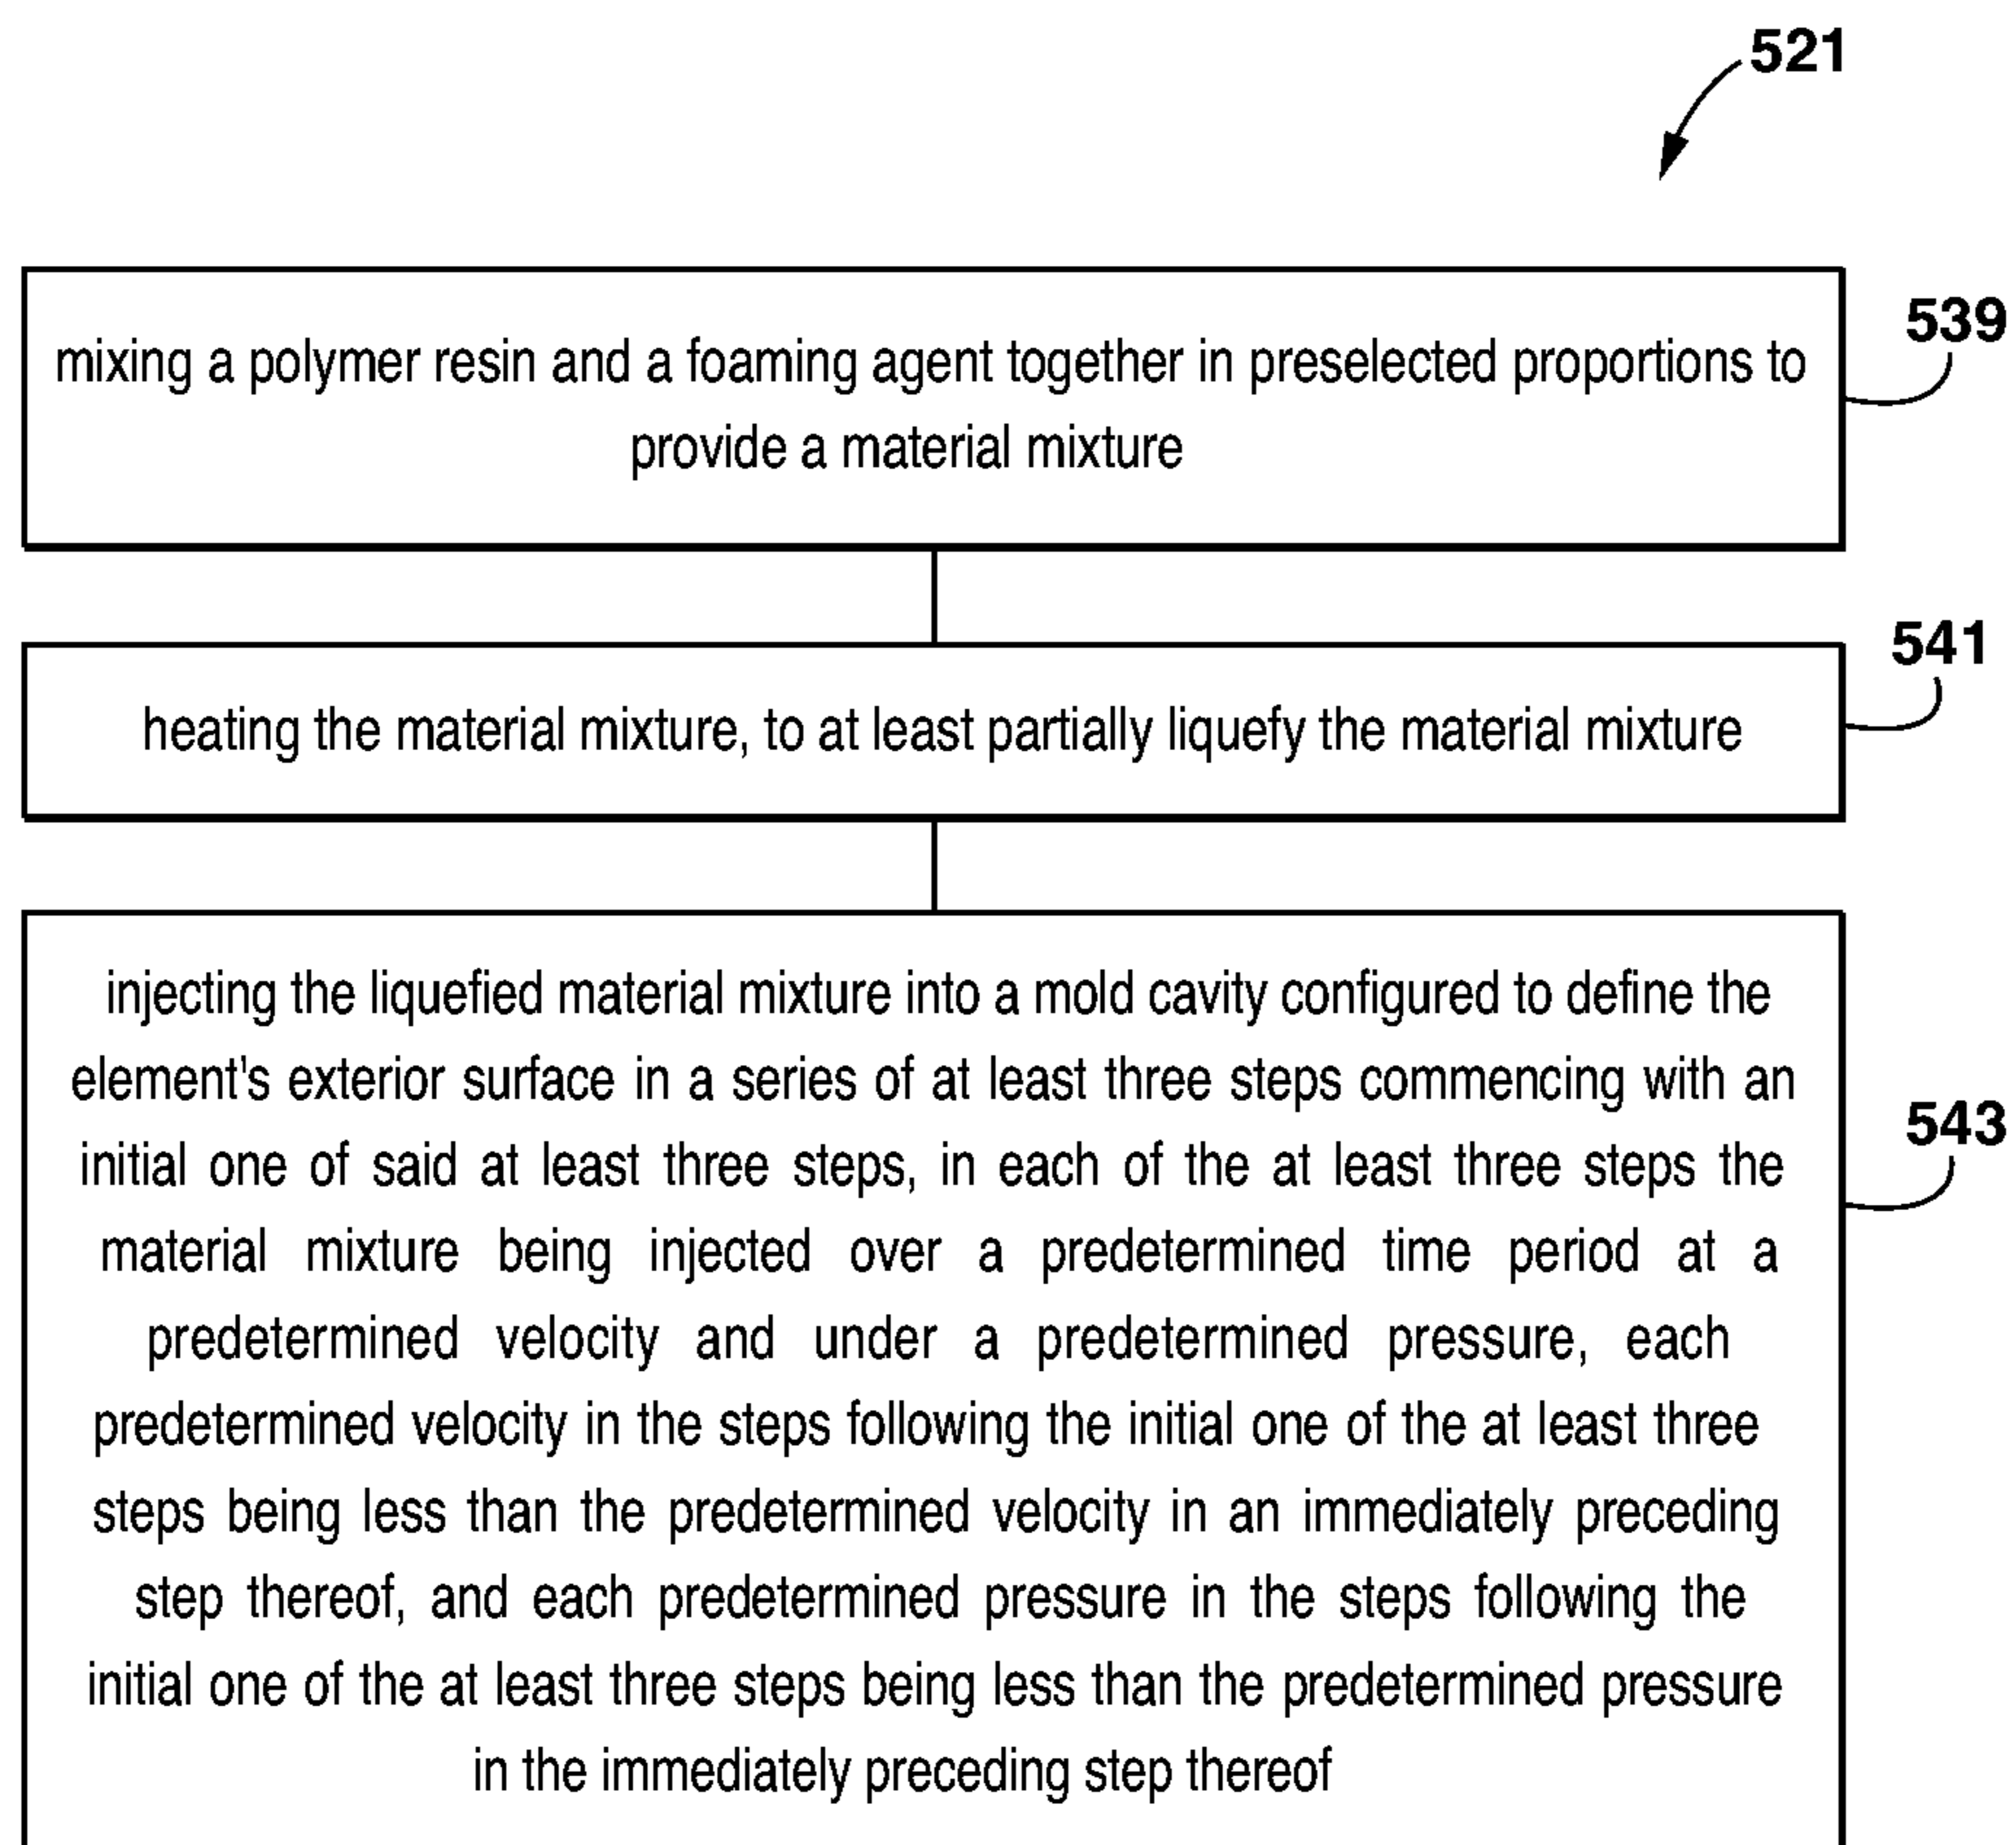 521
539
mixing a polymer resin and a foaming agent together in preselected proportions to
provide a material mixture
541
heating the material mixture, to at least partially liquefy the material mixture
injecting the liquefied material mixture into a mold cavity configured to define the
element's exterior surface in a series of at least three steps commencing with an
543
initial one of said at least three steps, in each of the at least three steps the
material mixture being injected over a predetermined time period at a
predetermined velocity and under a predetermined pressure, each
predetermined velocity in the steps following the initial one of the at least three
steps being less than the predetermined velocity in an immediately preceding
step thereof, and each predetermined pressure in the steps following the
initial one of the at least three steps being less than the predetermined pressure
in the immediately preceding step thereof